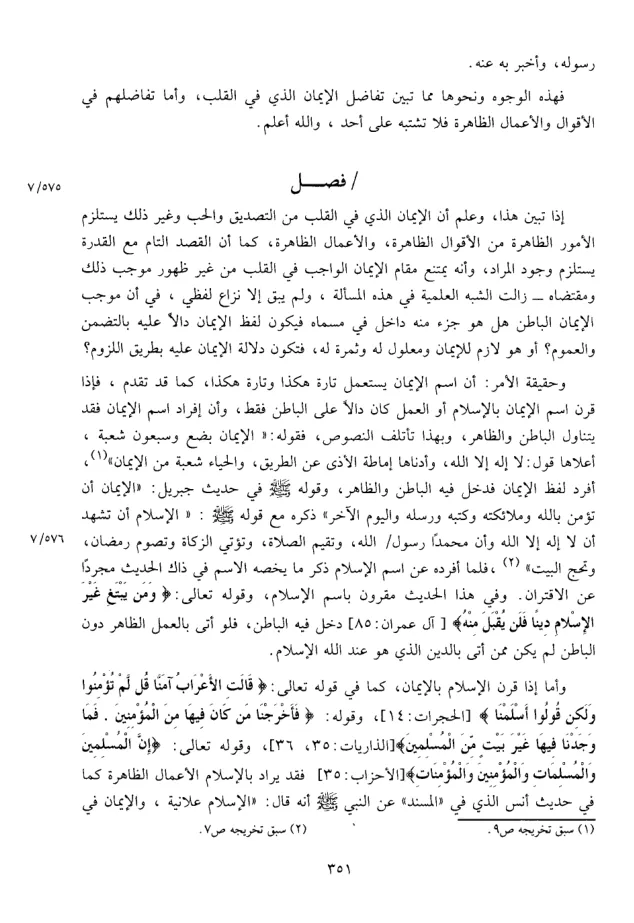 رسوله، وأخبر به عنه.
فهذه الوجوه ونحوها مما تبين تفاضل الإيمان الذي في القلب، وأما تفاضلهم في
الأقوال والأعمال الظاهرة فلا تشتبه على أحد ، والله أعلم.
/ فصــــل
٧/٥٧٥
إذا تبين هذا، وعلم أن الإيمان الذي في القلب من التصديق والحب وغير ذلك يستلزم
الأمور الظاهرة من الأقوال الظاهرة، والأعمال الظاهرة، كما أن القصد التام مع القدرة
يستلزم وجود المراد، وأنه يمتنع مقام الإيمان الواجب في القلب من غير ظهور موجب ذلك
ومقتضاه ــ زالت الشبه العلمية في هذه المسألة ، ولم يبق إلا نزاع لفظي ، في أن موجب
الإيمان الباطن هل هو جزء منه داخل في مسماه فيكون لفظ الإيمان دالاً عليه بالتضمن
والعموم؟ أو هو لازم للإيمان ومعلول له وثمرة له، فتكون دلالة الإيمان عليه بطريق اللزوم؟
وحقيقة الأمر: أن اسم الإيمان يستعمل تارة هكذا وتارة هكذا، كما قد تقدم ، فإذا
قرن اسم الإيمان بالإسلام أو العمل كان دالاً على الباطن فقط، وأن إفراد اسم الإيمان فقد
يتناول الباطن والظاهر، وبهذا تأتلف النصوص، فقوله:« الإيمان بضع وسبعون شعبة ،
أعلاها قول: لا إله إلا الله، وأدناها إماطة الأذى عن الطريق، والحياء شعبة من الإيمان»(١)،
أفرد لفظ الإيمان فدخل فيه الباطن والظاهر، وقوله ﷺ في حديث جبريل: «الإيمان أن
تؤمن بالله وملائكته وكتبه ورسله واليوم الآخر» ذكره مع قوله ﷺ : « الإسلام أن تشهد
أن لا إله إلا الله وأن محمدًا رسول/ الله، وتقيم الصلاة، وتؤتي الزكاة وتصوم رمضان،
٧/٥٧٦
وتحج البيت» (٢) ،فلما أفرده عن اسم الإسلام ذكر ما يخصه الاسم في ذاك الحديث مجردًا
عن الاقتران. وفي هذا الحديث مقرون باسم الإسلام، وقوله تعالى:﴿ وَمَن يَبْتَغِ غَيْرَ
الإِسْلامِ دِينًا فَلَن يُقْبَلَ مِنْهُ﴾ [ آل عمران:٨٥] دخل فيه الباطن، فلو أتى بالعمل الظاهر دون
الباطن لم يكن ممن أتى بالدين الذي هو عند الله الإسلام.
وأما إذا قرن الإسلام بالإيمان، كما في قوله تعالى:﴿ قَالَتِ الأَعْرَابُ آمَنَّا قُل لَّمْ تُؤْمِنُوا
وَلَكِن قُولُوا أَسْلَمْنَا ﴾ [الحجرات:١٤]، وقوله: ﴿ فَأَخْرَجْنَا مَن كَانَ فِيهَا مِنَ الْمُؤْمِنِينَ . فَمَا
وَجَدْنَا فِيهَا غَيْرَ بَيْتٍ مِّنَ الْمُسْلِمِينَ﴾[الذاريات:٣٥، ٣٦]، وقوله تعالى: ﴿إِنَّ الْمُسْلِمِينَ
وَالْمُسْلِمَاتِ وَالْمُؤْمِنِينَ وَالْمُؤْمِنَاتِ﴾[الأحزاب:٣٥] فقد يراد بالإسلام الأعمال الظاهرة كما
في حديث أنس الذي في «المسند» عن النبي ﷺ أنه قال: «الإسلام علانية ، والإيمان في
(١) سبق تخريجه ص٩. (٢) سبق تخريجه ص٧.
٣٥١